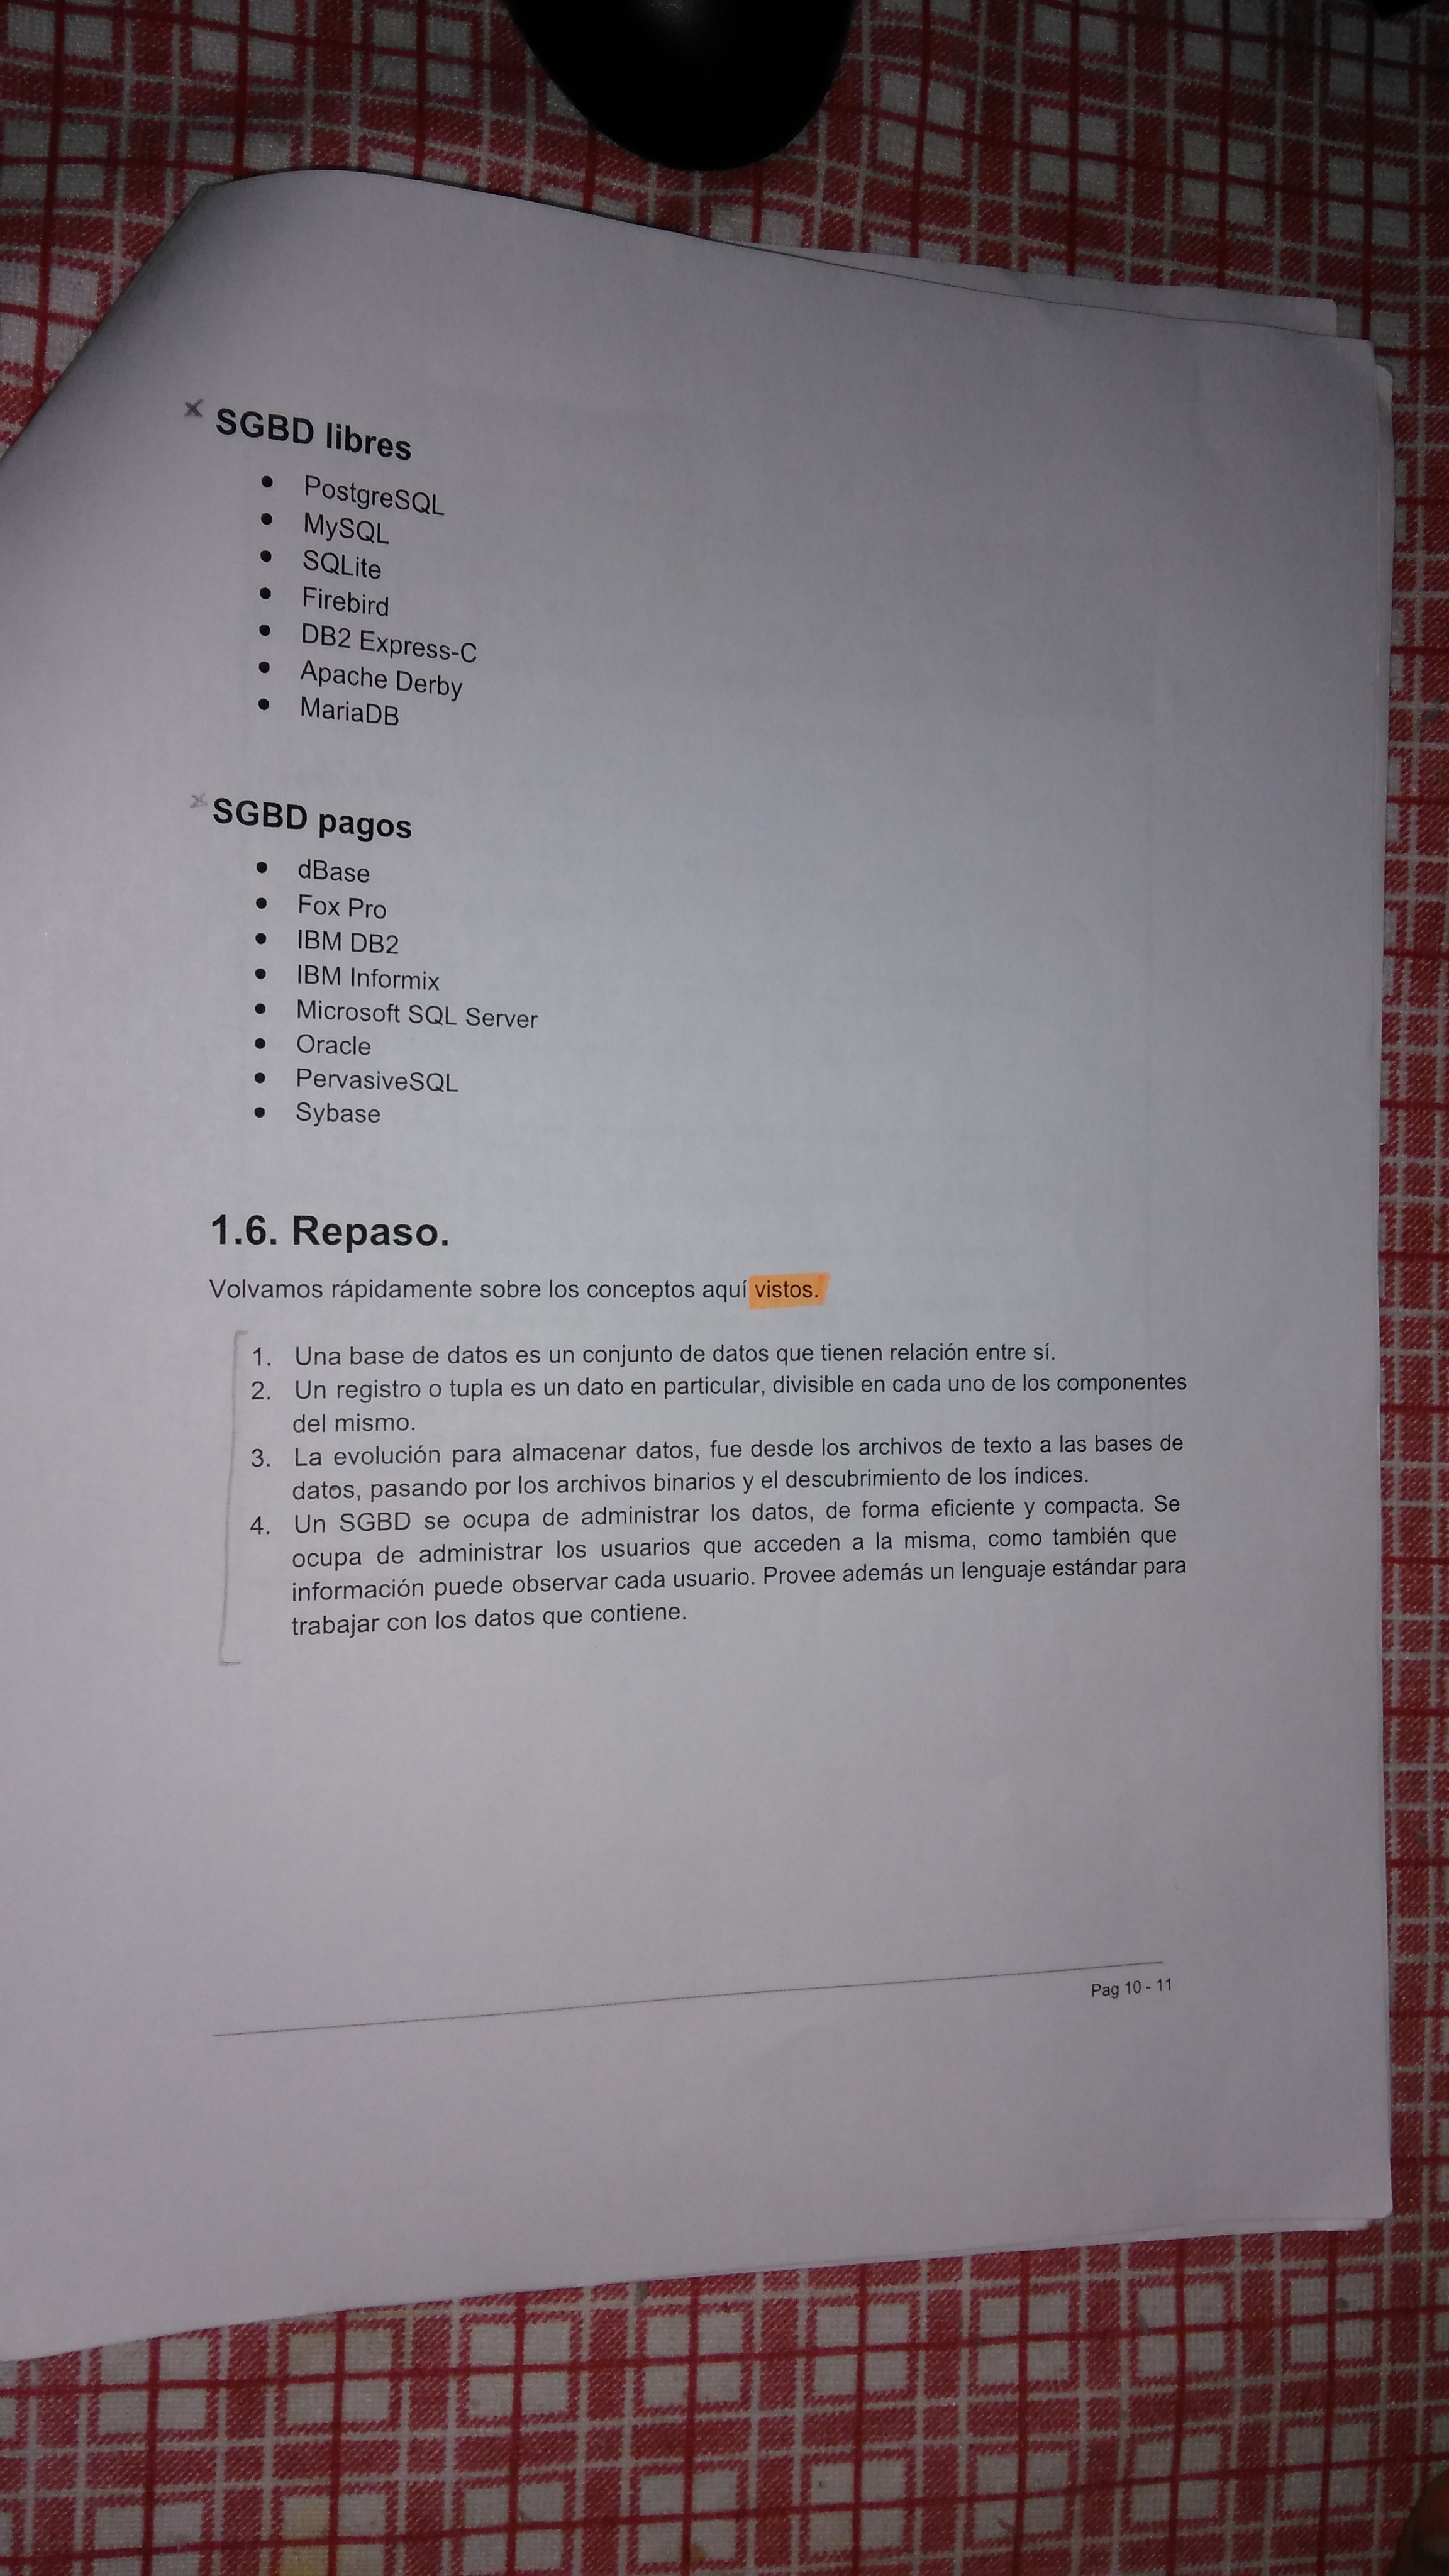 SGBD libres
• PostgreSQL
• MySQL
• SQLite
• Firebird
• DB2 Express-C
• Apache Derby
• MariaDB
SGBD pagos
• dBase
• Fox Pro
• IBM DB2
• IBM Informix
• Microsoft SQL Server
• Oracle
• PervasiveSQL
• Sybase
1.6. Repaso.
Volvamos rápidamente sobre los conceptos aquí vistos.
1. Una base de datos es un conjunto de datos que tienen relación entre sí.
2. Un registro o tupla es un dato en particular, divisible en cada uno de los componentes
del mismo.
3. La evolución para almacenar datos, fue desde los archivos de texto a las bases de
datos, pasando por los archivos binarios y el descubrimiento de los índices.
4. Un SGBD se ocupa de administrar los datos, de forma eficiente y compacta. Se
ocupa de administrar los usuarios que acceden a la misma, como también que
información puede observar cada usuario. Provee además un lenguaje estándar para
trabajar con los datos que contiene.
Pag 10 - 11